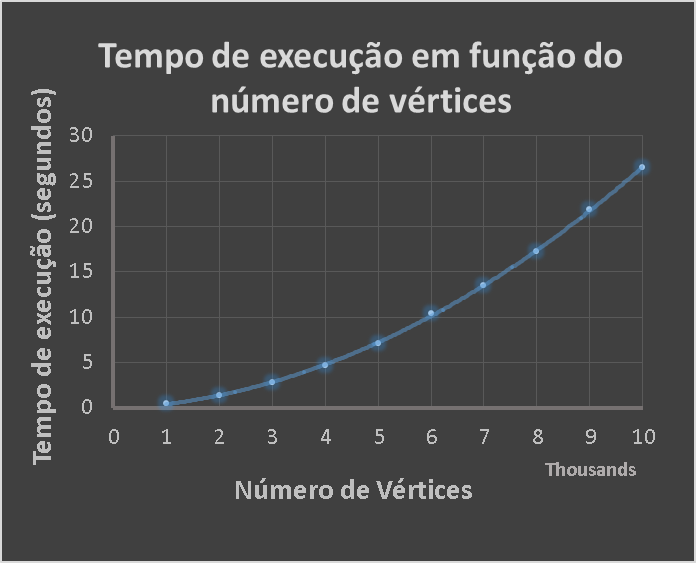 Tempo de execução em função do
número de vértices
Tempo de execução (segundos)
30
25
20
15
10
5
0
0 1 2 3 4 5 6 7 8 9 10
Thousands
Número de Vértices